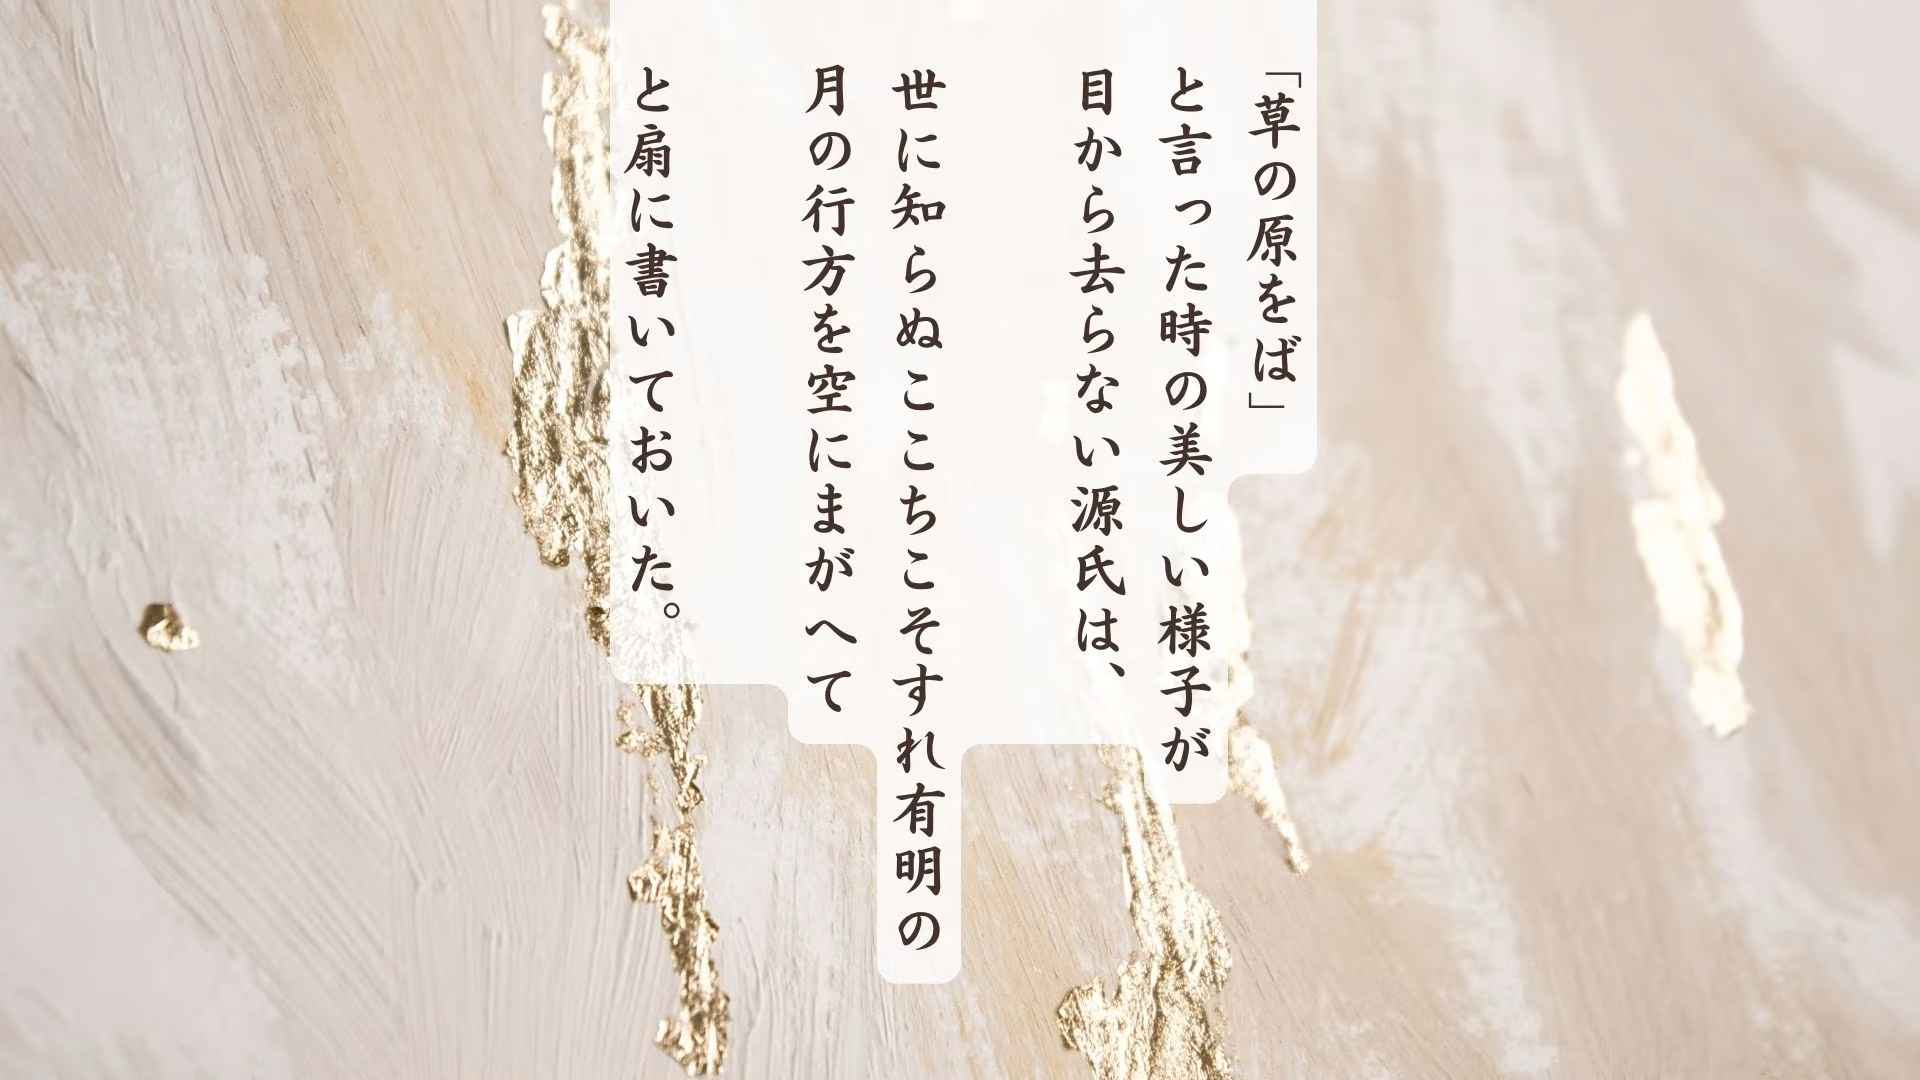 「草の原をば」
と言った時の美しい様子が
目から去らない源氏は、
世に知らぬここちこそすれ有明の
月の行方を空にまがへて
と扇に書いておいた。